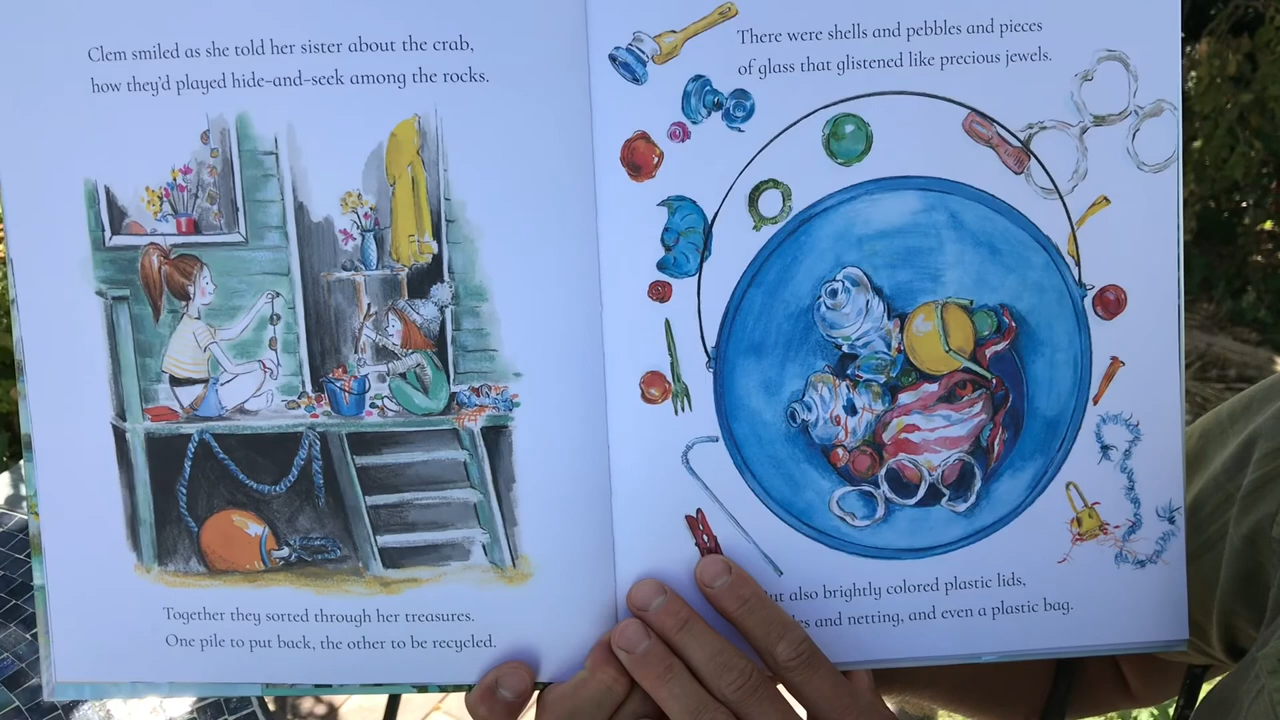 Clem smiled as she told her sister about the crab,
how they'd played hide-and-seek among the rocks.
Together they sorted through her treasures.
One pile to put back, the other to be recycled.
There were shells and pebbles and pieces
of glass that glistened like precious jewels.
also brightly colored plastic lids,
and netting, and even a plastic bag.